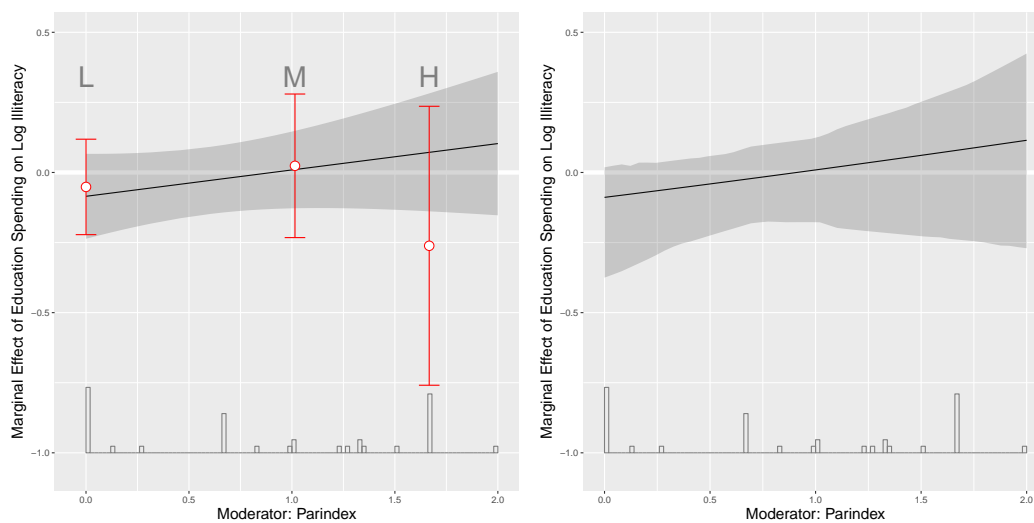 Marginal Effect of Education Spending on Log Illiteracy
0.5
0.0
−0.5
−1.0
L
M
H
0.0
0.5
1.0
1.5
2.0
Moderator: Parindex
Marginal Effect of Education Spending on Log Illiteracy
0.5
0.0
−0.5
−1.0
0.0
0.5
1.0
1.5
2.0
Moderator: Parindex